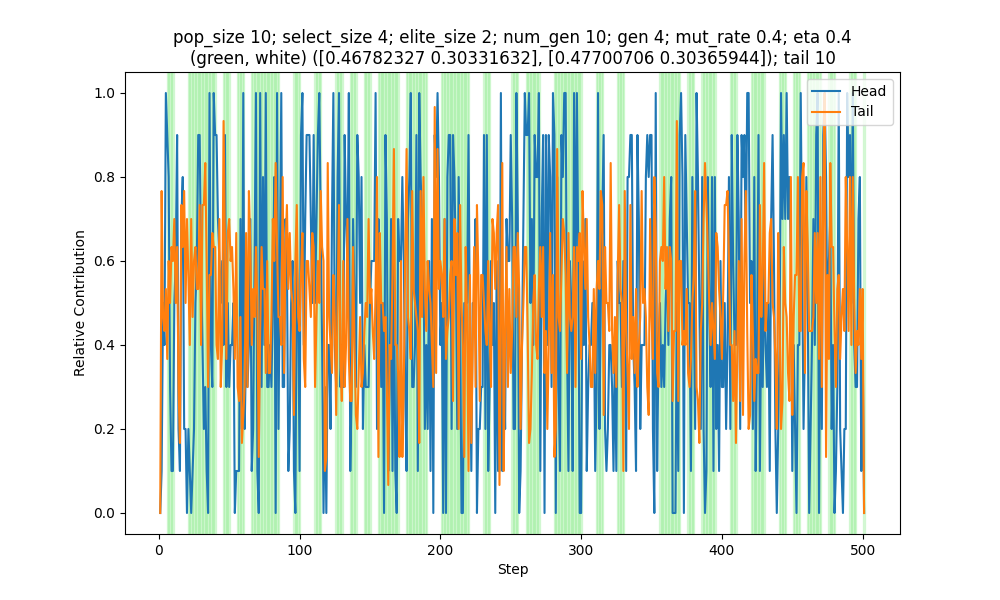 pop_size 10; select_size 4; elite_size 2; num_gen 10; gen 4; mut_rate 0.4; eta 0.4
(green, white) ([0.46782327 0.30331632], [0.47700706 0.30365944]); tail 10
Head
Tail
Relative Contribution
1.0
0.8
0.6
0.4
0.2
0.0
0 100 200 300 400 500
Step